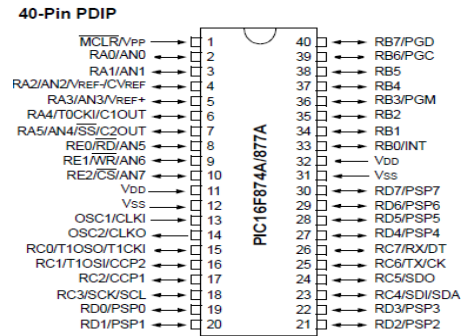 40-Pin PDIP
MCLR/VPP 1 40 RB7/PGD
RA0/AN0 2 39 RB6/PGC
RA1/AN1 3 38 RB5
RA2/AN2/VREF-/CVREF 4 37 RB4
RA3/AN3/VREF+ 5 36 RB3/PGM
RA4/T0CKI/C1OUT 6 35 RB2
RA5/AN4/SS/C2OUT 7 34 RB1
RE0/RD/AN5 8 33 RB0/INT
RE1/WR/AN6 9 32 VDD
RE2/CS/AN7 10 31 VSS
VDD 11 30 RD7/PSP7
VSS 12 29 RD6/PSP6
OSC1/CLKI 13 28 RD5/PSP5
OSC2/CLKO 14 27 RD4/PSP4
RC0/T1OSO/T1CKI 15 26 RC7/RX/DT
RC1/T1OSI/CCP2 16 25 RC6/TX/CK
RC2/CCP1 17 24 RC5/SDO
RC3/SCK/SCL 18 23 RC4/SDI/SDA
RD0/PSP0 19 22 RD3/PSP3
RD1/PSP1 20 21 RD2/PSP2
PIC16F874A/877A